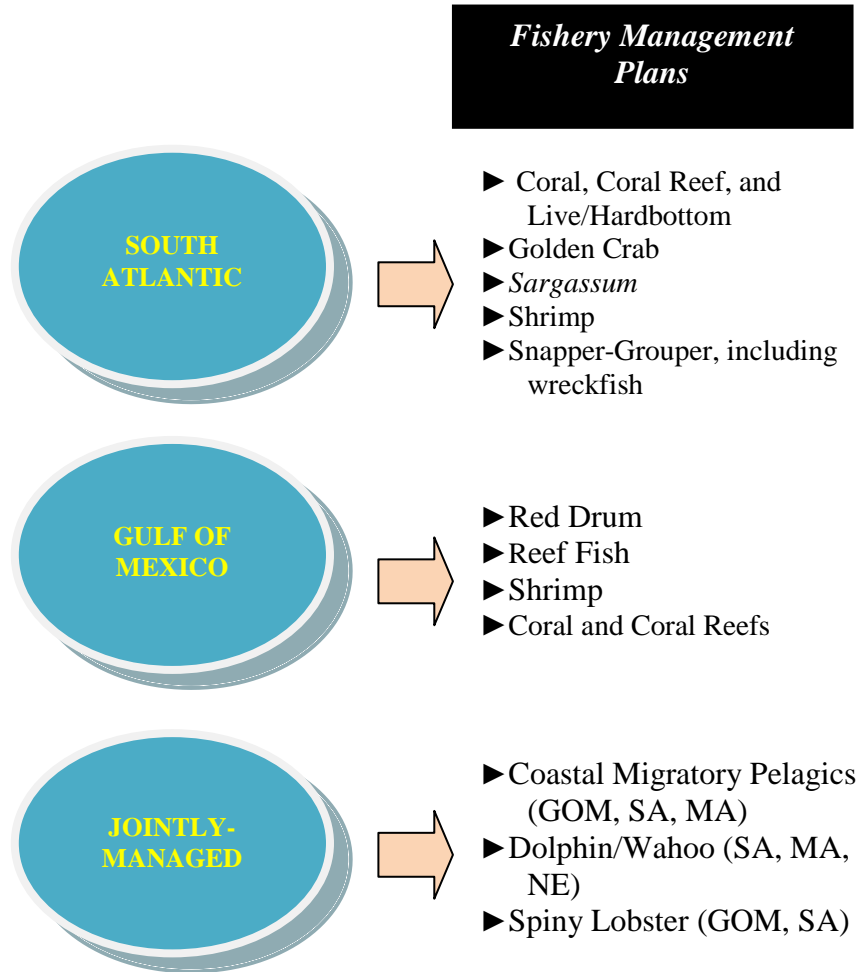 Fishery Management
Plans
SOUTH
ATLANTIC
► Coral, Coral Reef, and
Live/Hardbottom
►Golden Crab
►Sargassum
►Shrimp
►Snapper-Grouper, including
wreckfish
GULF OF
MEXICO
►Red Drum
►Reef Fish
►Shrimp
►Coral and Coral Reefs
JOINTLY-
MANAGED
►Coastal Migratory Pelagics
(GOM, SA, MA)
►Dolphin/Wahoo (SA, MA,
NE)
►Spiny Lobster (GOM, SA)